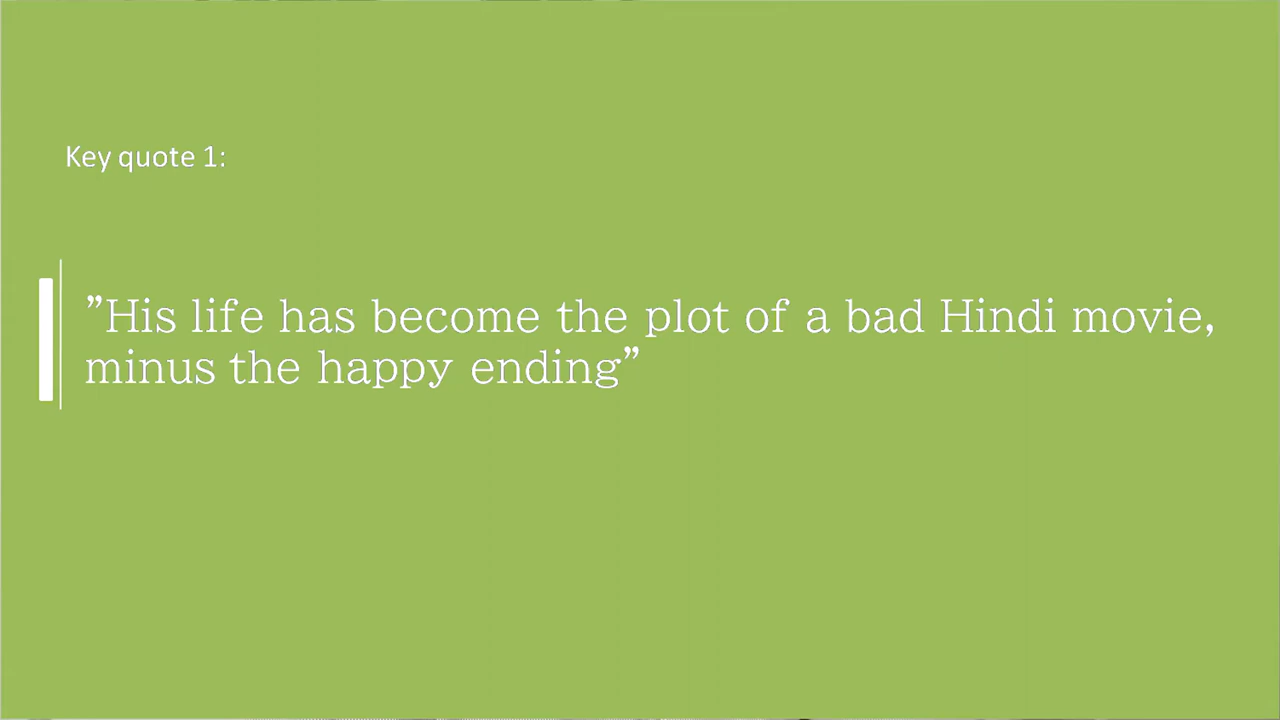 Key quote 1:
”His life has become the plot of a bad Hindi movie,
minus the happy ending”